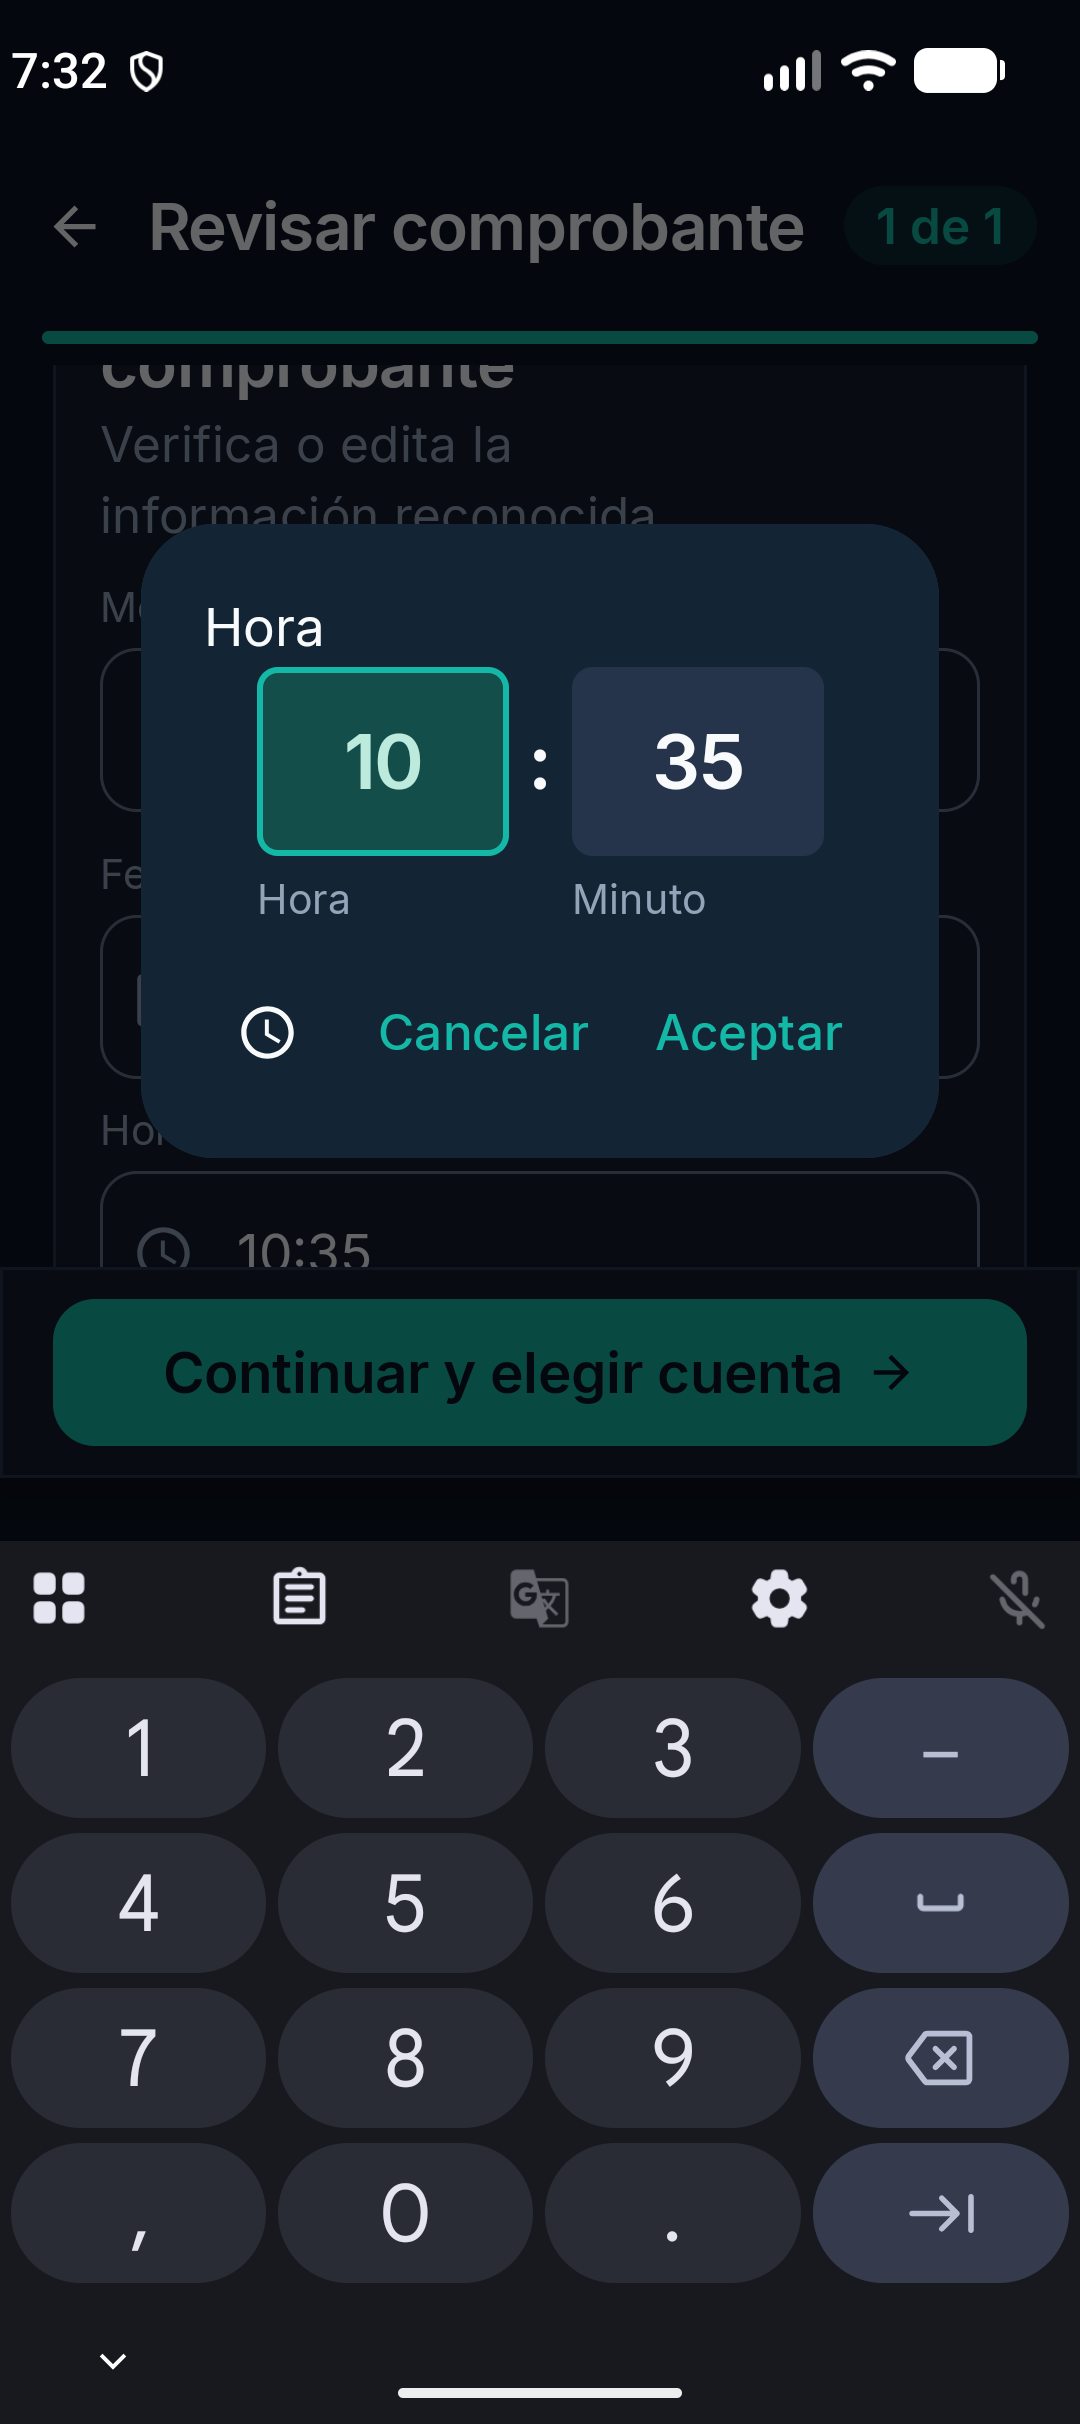 7:32
Revisar comprobante
1 de 1
comprobante
Verifica o edita la
información reconocida
Hora
10 : 35
Hora Minuto
Cancelar Aceptar
10:35
Continuar y elegir cuenta →
1 2 3 –
4 5 6
7 8 9
, 0 .